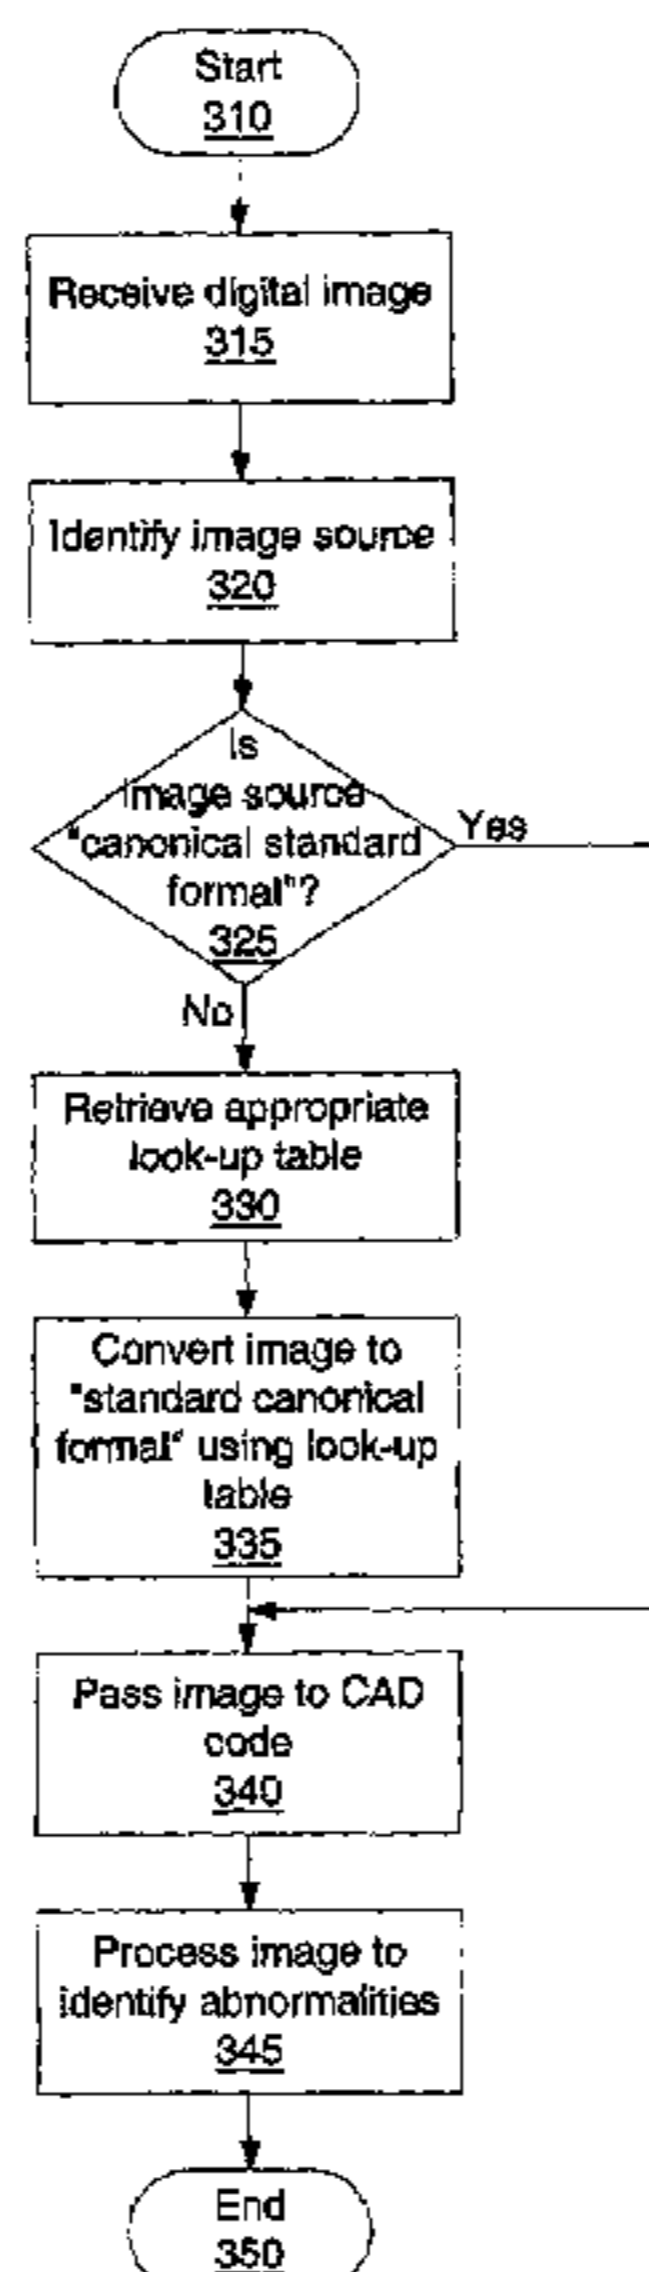 Start
310
Receive digital image
315
Identify image source
320
Is
image source
"canonical standard
format"?
325
Yes
No
Retrieve appropriate
look-up table
330
Convert image to
"standard canonical
format" using look-up
table
335
Pass image to CAD
code
340
Process image to
identify abnormalities
345
End
350